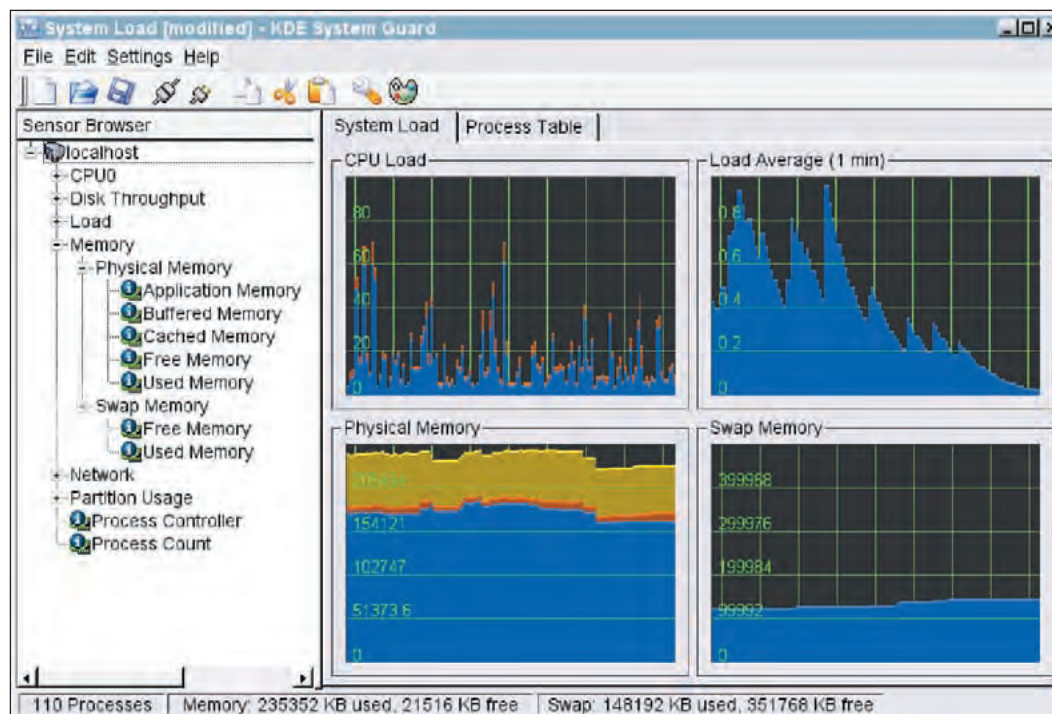 System Load [modified] - KDE System Guard
File Edit Settings Help
Sensor Browser
localhost
CPU0
Disk Throughput
Load
Memory
Physical Memory
Application Memory
Buffered Memory
Cached Memory
Free Memory
Used Memory
Swap Memory
Free Memory
Used Memory
Network
Partition Usage
Process Controller
Process Count
System Load
Process Table
CPU Load
80
60
40
20
0
Load Average (1 min)
0.8
0.6
0.4
0.2
0
Physical Memory
154121
102747
51373.6
0
Swap Memory
399968
299976
199984
99992
0
110 Processes
Memory: 235352 KB used, 21516 KB free
Swap: 148192 KB used, 351768 KB free